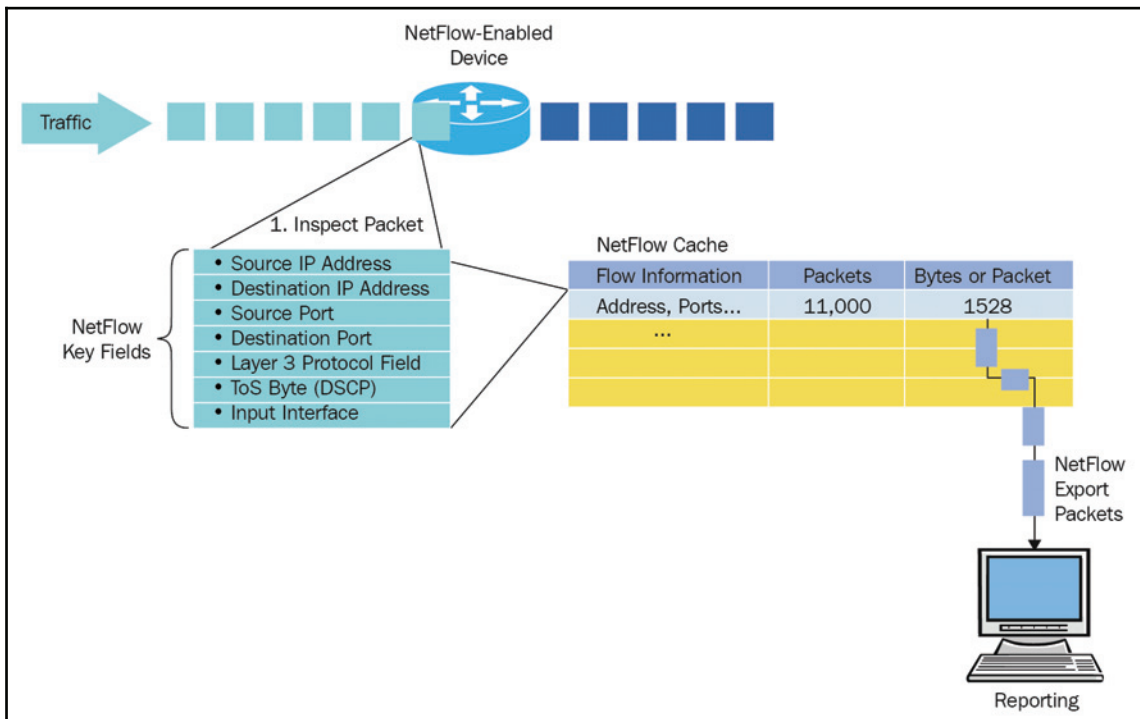 NetFlow-Enabled
Device
Traffic
1. Inspect Packet
NetFlow
Key Fields
• Source IP Address
• Destination IP Address
• Source Port
• Destination Port
• Layer 3 Protocol Field
• ToS Byte (DSCP)
• Input Interface
NetFlow Cache
Flow Information Packets Bytes or Packet
Address, Ports... 11,000 1528
...
NetFlow
Export
Packets
Reporting